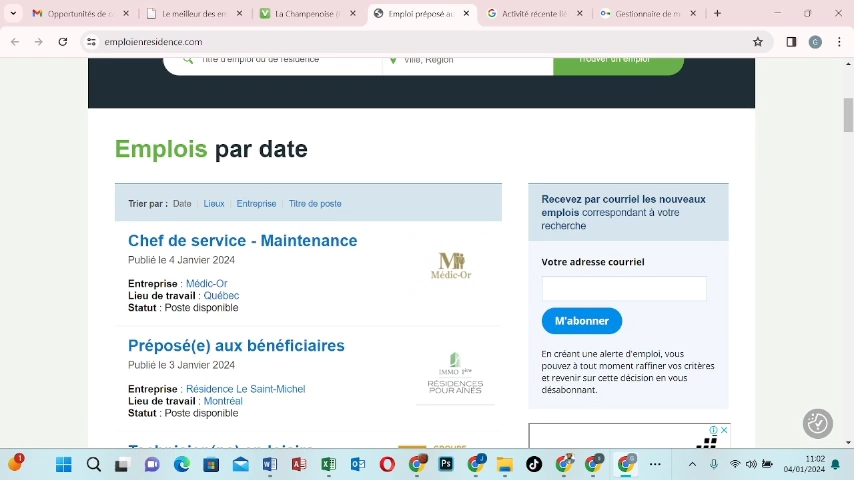 Opportunités de c
Le meilleur des en
La Champenoise (
Emploi préposé au
Activité récente lié
Gestionnaire de m
emploienresidence.com
G
Titre d'emploi ou de résidence
Ville, Région
Trouver un emploi
Emplois par date
Trier par : Date | Lieux | Entreprise | Titre de poste
Chef de service - Maintenance
Publié le 4 Janvier 2024
Entreprise : Médic-Or
Lieu de travail : Québec
Statut : Poste disponible
Médic-Or
Préposé(e) aux bénéficiaires
Publié le 3 Janvier 2024
Entreprise : Résidence Le Saint-Michel
Lieu de travail : Montréal
Statut : Poste disponible
IMMO 1ère
RÉSIDENCES
POUR AÎNÉS
GROUPE
Recevez par courriel les nouveaux
emplois correspondant à votre
recherche
Votre adresse courriel
M'abonner
En créant une alerte d'emploi, vous
pouvez à tout moment raffiner vos critères
et revenir sur cette décision en vous
désabonnant.
11:02
04/01/2024